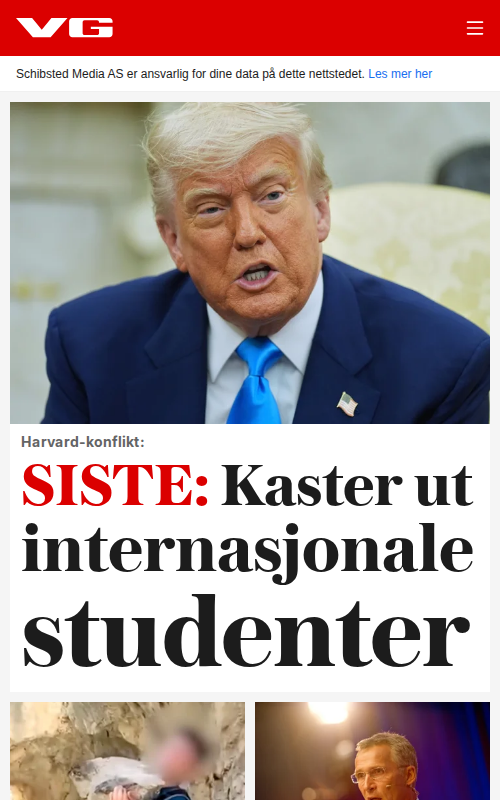 VG
Schibsted Media AS er ansvarlig for dine data på dette nettstedet. Les mer her
Harvard-konflikt:
SISTE: Kaster ut
internasjonale
studenter